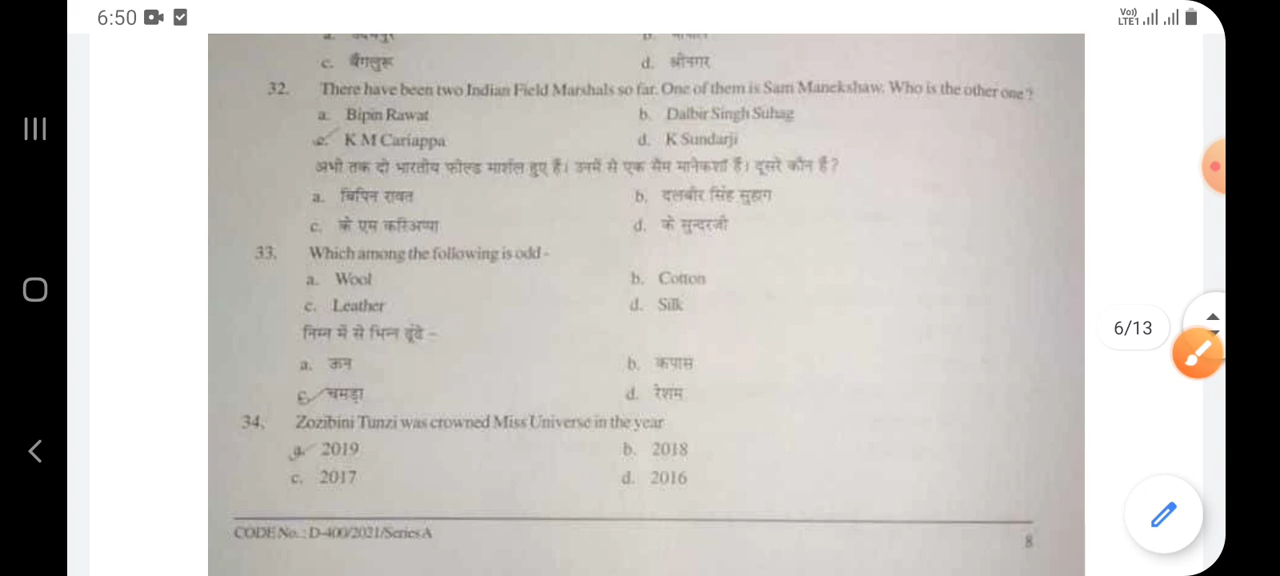 6:50
Vo)) LTE1
c. बैंगलुरू d. श्रीनगर
32. There have been two Indian Field Marshals so far. One of them is Sam Manekshaw. Who is the other one ?
a. Bipin Rawat b. Dalbir Singh Suhag
c. K M Cariappa d. K Sundarji
अभी तक दो भारतीय फील्ड मार्शल हुए हैं। उनमें से एक सैम मानेकशॉ हैं। दूसरे कौन हैं?
a. बिपिन रावत b. दलबीर सिंह सुहाग
c. के एम करिअप्पा d. के सुन्दरजी
33. Which among the following is odd -
a. Wool b. Cotton
c. Leather d. Silk
निम्न में से भिन्न ढूंढे –
a. ऊन b. कपास
c. चमड़ा d. रेशम
6/13
34. Zozibini Tunzi was crowned Miss Universe in the year
a. 2019 b. 2018
c. 2017 d. 2016
CODE No. : D-400/2021/Series A
8